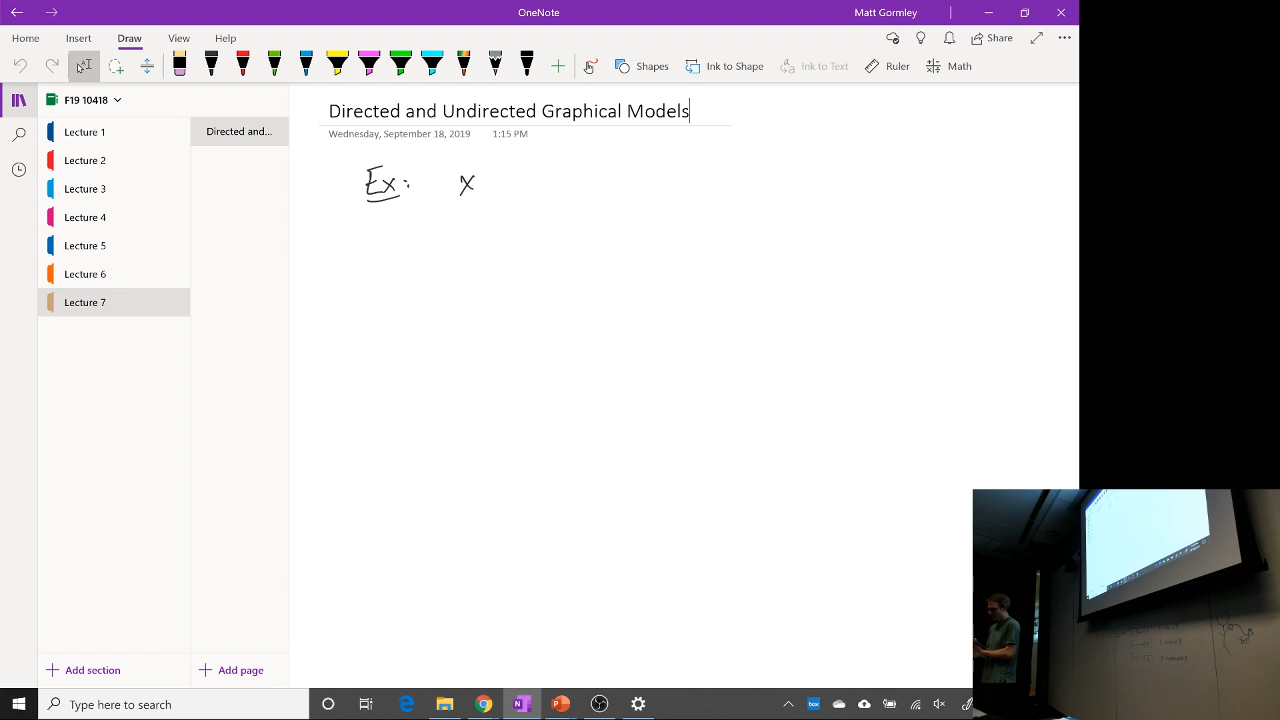 OneNote
Matt Gormley
Home Insert Draw View Help
Share
Shapes Ink to Shape Ink to Text Ruler Math
F19 10418
Lecture 1
Lecture 2
Lecture 3
Lecture 4
Lecture 5
Lecture 6
Lecture 7
Add section
Directed and...
Add page
Directed and Undirected Graphical Models
Wednesday, September 18, 2019 1:15 PM
Ex: X
Type here to search